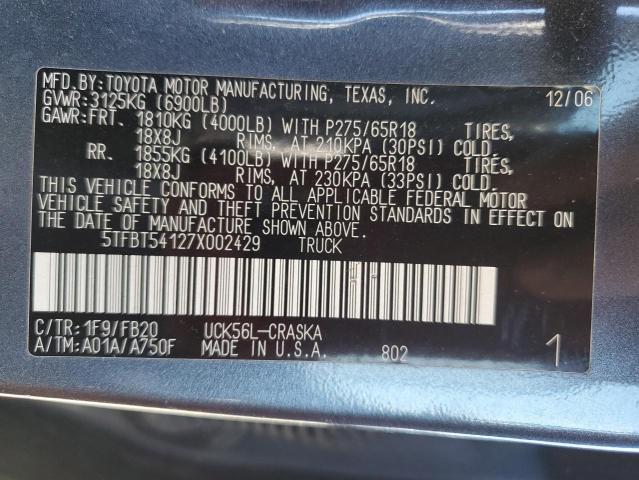 MFD. BY: TOYOTA MOTOR MANUFACTURING, TEXAS, INC. 12/06
GVWR: 3125KG (6900LB)
GAWR: FRT. 1810KG (4000LB) WITH P275/65R18 TIRES,
18X8J RIMS, AT 210KPA (30PSI) COLD.
RR. 1855KG (4100LB) WITH P275/65R18 TIRES,
18X8J RIMS, AT 230KPA (33PSI) COLD.
THIS VEHICLE CONFORMS TO ALL APPLICABLE FEDERAL MOTOR
VEHICLE SAFETY AND THEFT PREVENTION STANDARDS IN EFFECT ON
THE DATE OF MANUFACTURE SHOWN ABOVE.
5TFBT54127X002429 TRUCK
C/TR: 1F9/FB20 UCK56L-CRASKA
A/TM: A01A/A750F MADE IN U.S.A. 802 1